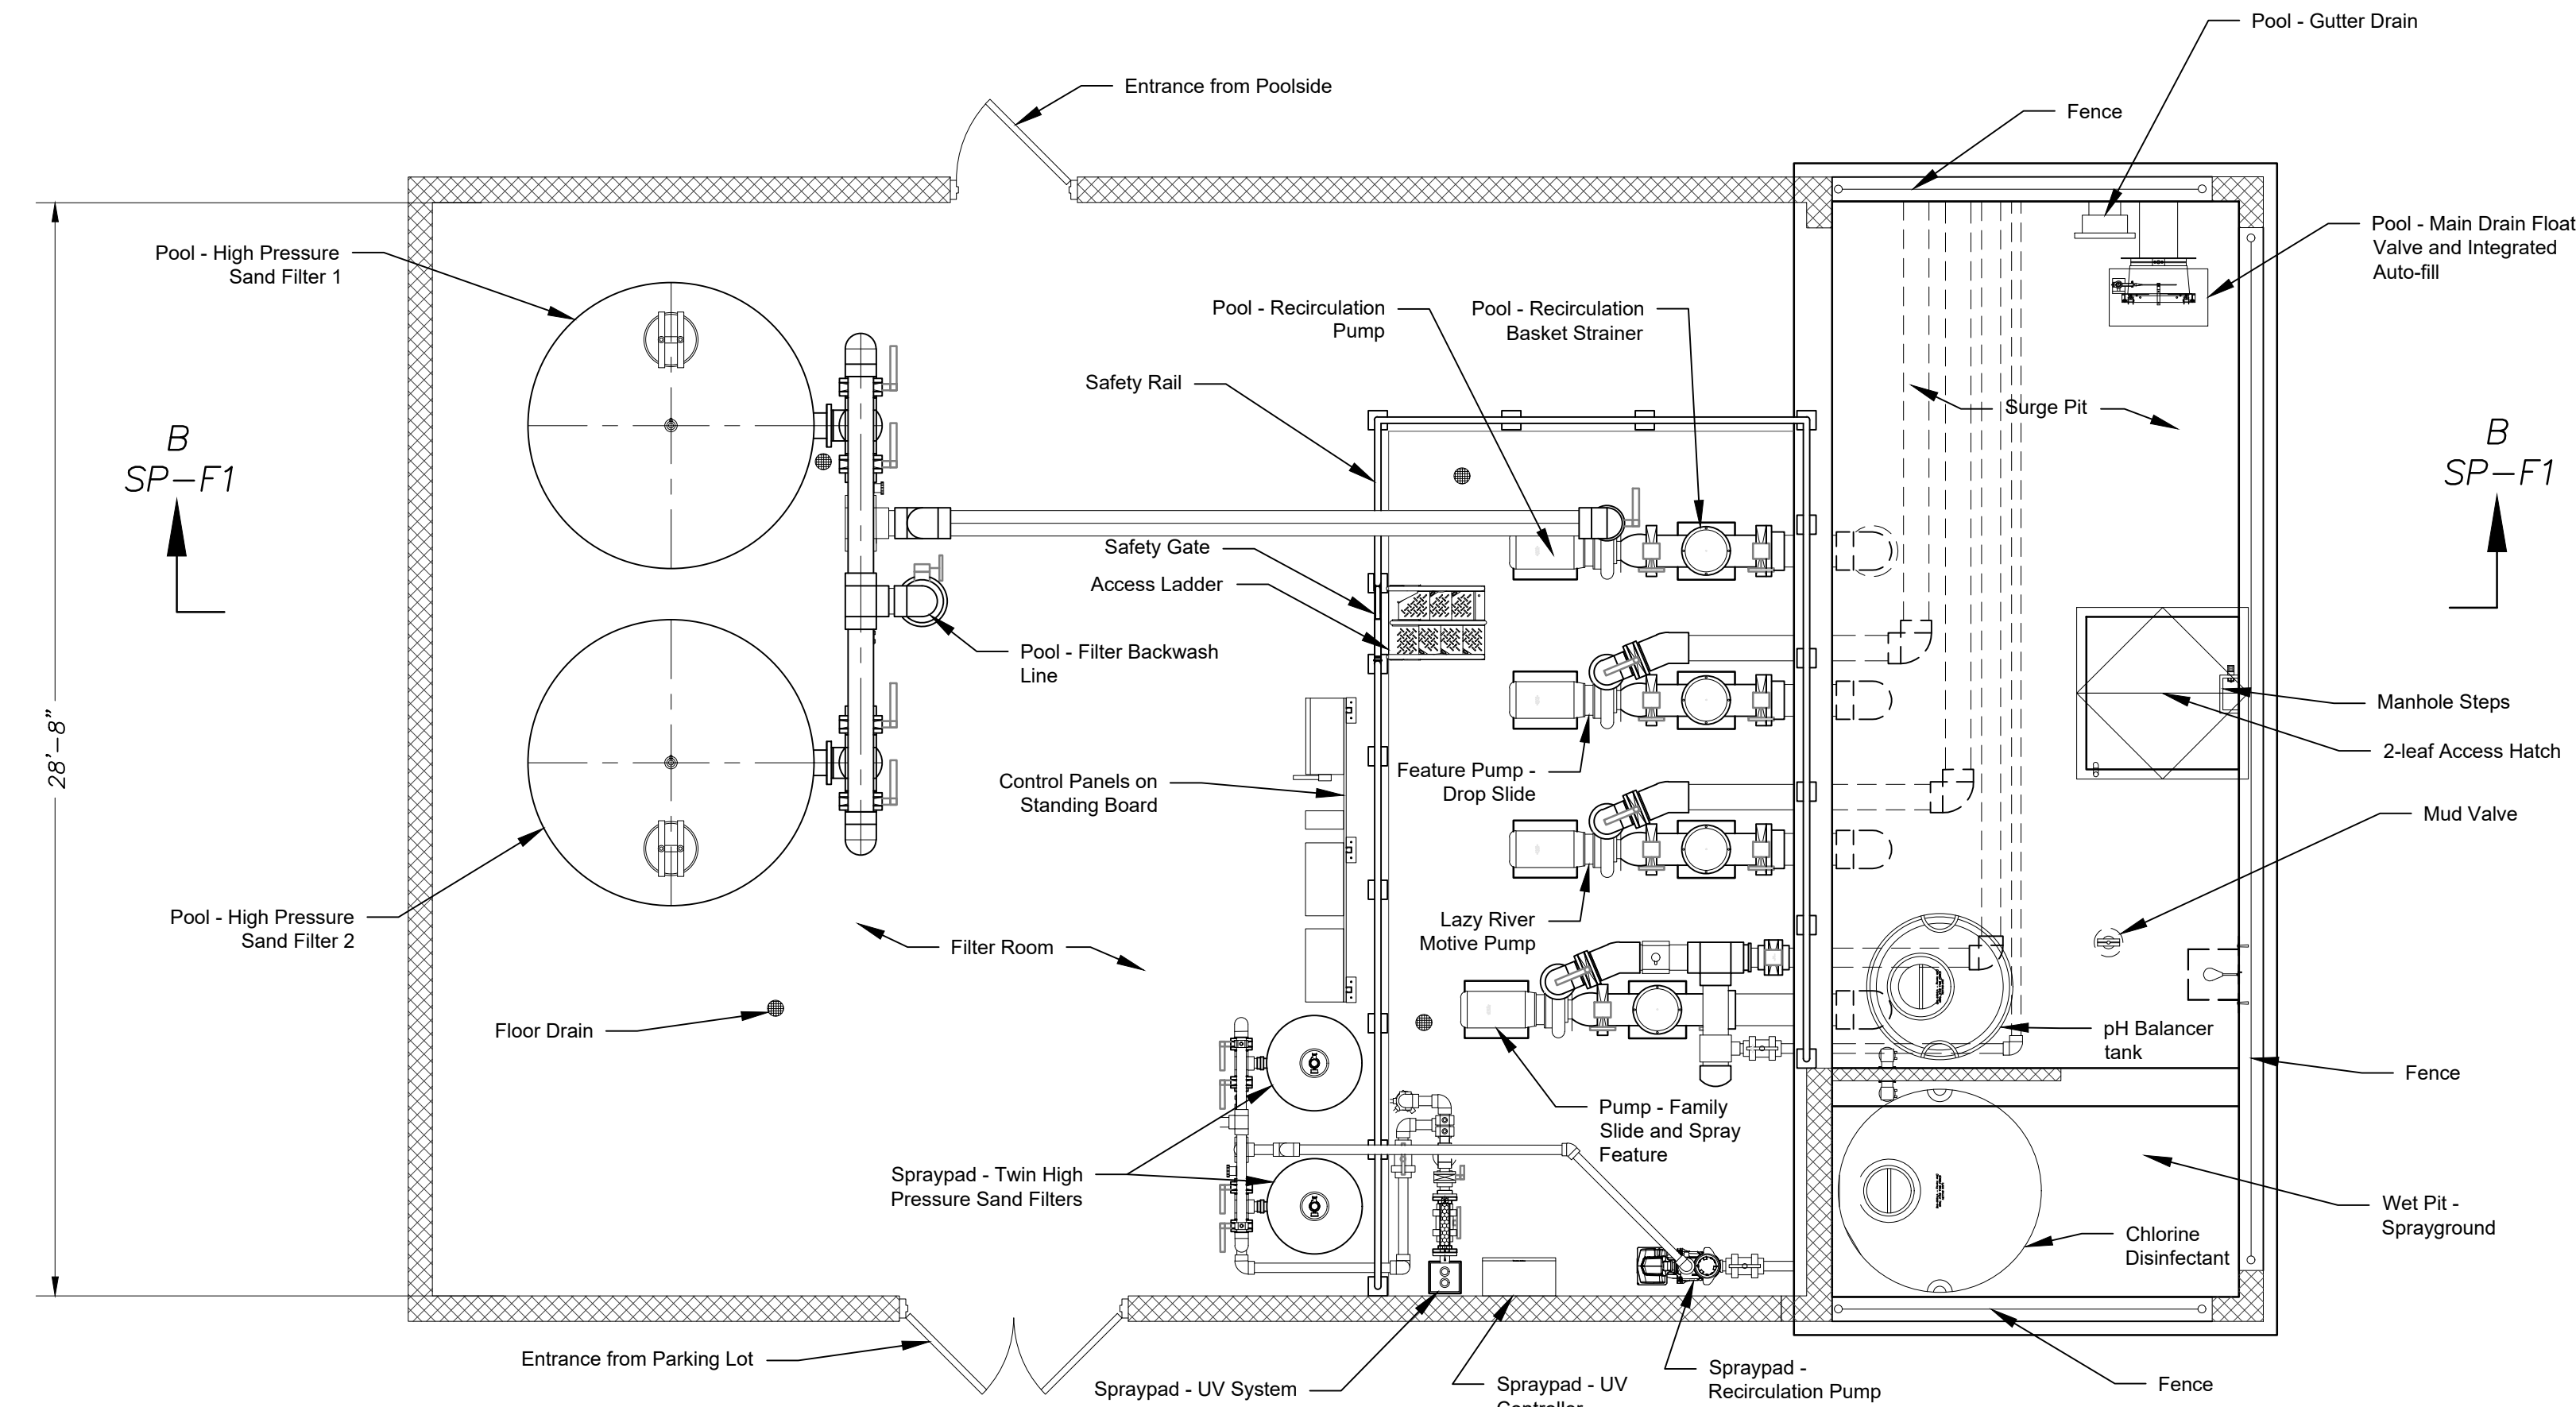 Pool - Gutter Drain
Entrance from Poolside
Fence
Pool - High Pressure
Sand Filter 1
Pool - Main Drain Float
Valve and Integrated
Auto-fill
Pool - Recirculation
Pump
Pool - Recirculation
Basket Strainer
Safety Rail
Surge Pit
B
SP-F1
B
SP-F1
Safety Gate
Access Ladder
Pool - Filter Backwash
Line
Manhole Steps
2-leaf Access Hatch
28'-8"
Feature Pump -
Drop Slide
Control Panels on
Standing Board
Mud Valve
Pool - High Pressure
Sand Filter 2
Lazy River
Motive Pump
Filter Room
Floor Drain
pH Balancer
tank
Fence
Pump - Family
Slide and Spray
Feature
Spraypad - Twin High
Pressure Sand Filters
Wet Pit -
Sprayground
Chlorine
Disinfectant
Entrance from Parking Lot
Spraypad - UV System
Spraypad - UV
Controller
Spraypad -
Recirculation Pump
Fence